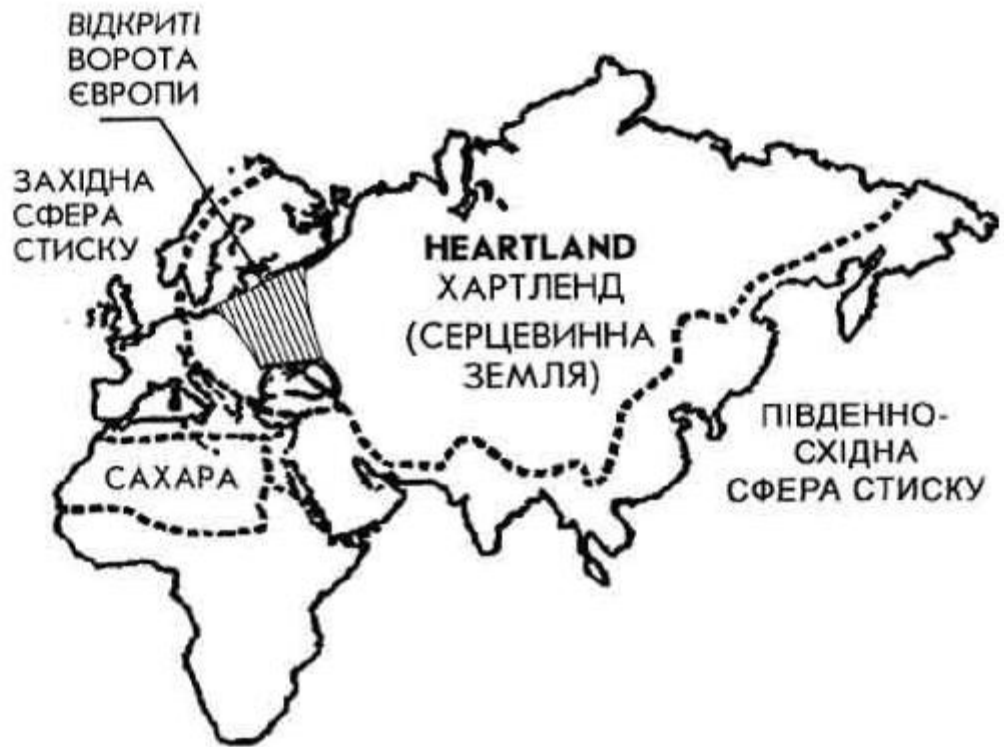 ВІДКРИТІ
ВОРОТА
ЄВРОПИ
ЗАХІДНА
СФЕРА
СТИСКУ
HEARTLAND
ХАРТЛЕНД
(СЕРЦЕВИННА
ЗЕМЛЯ)
ПІВДЕННО-
СХІДНА
СФЕРА СТИСКУ
САХАРА